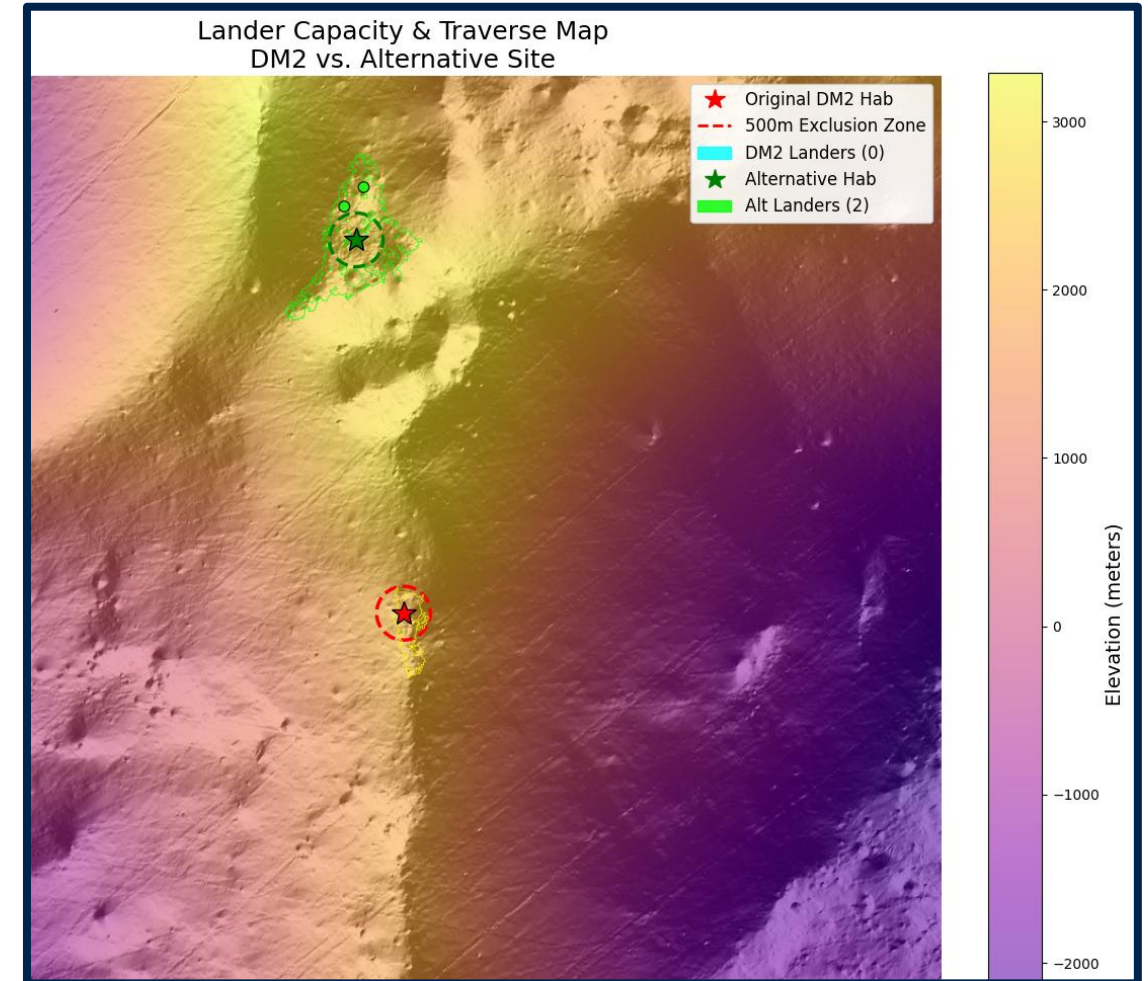 Lander Capacity & Traverse Map
DM2 vs. Alternative Site
Original DM2 Hab
500m Exclusion Zone
DM2 Landers (0)
Alternative Hab
Alt Landers (2)
3000
2000
1000
0
−1000
−2000
Elevation (meters)